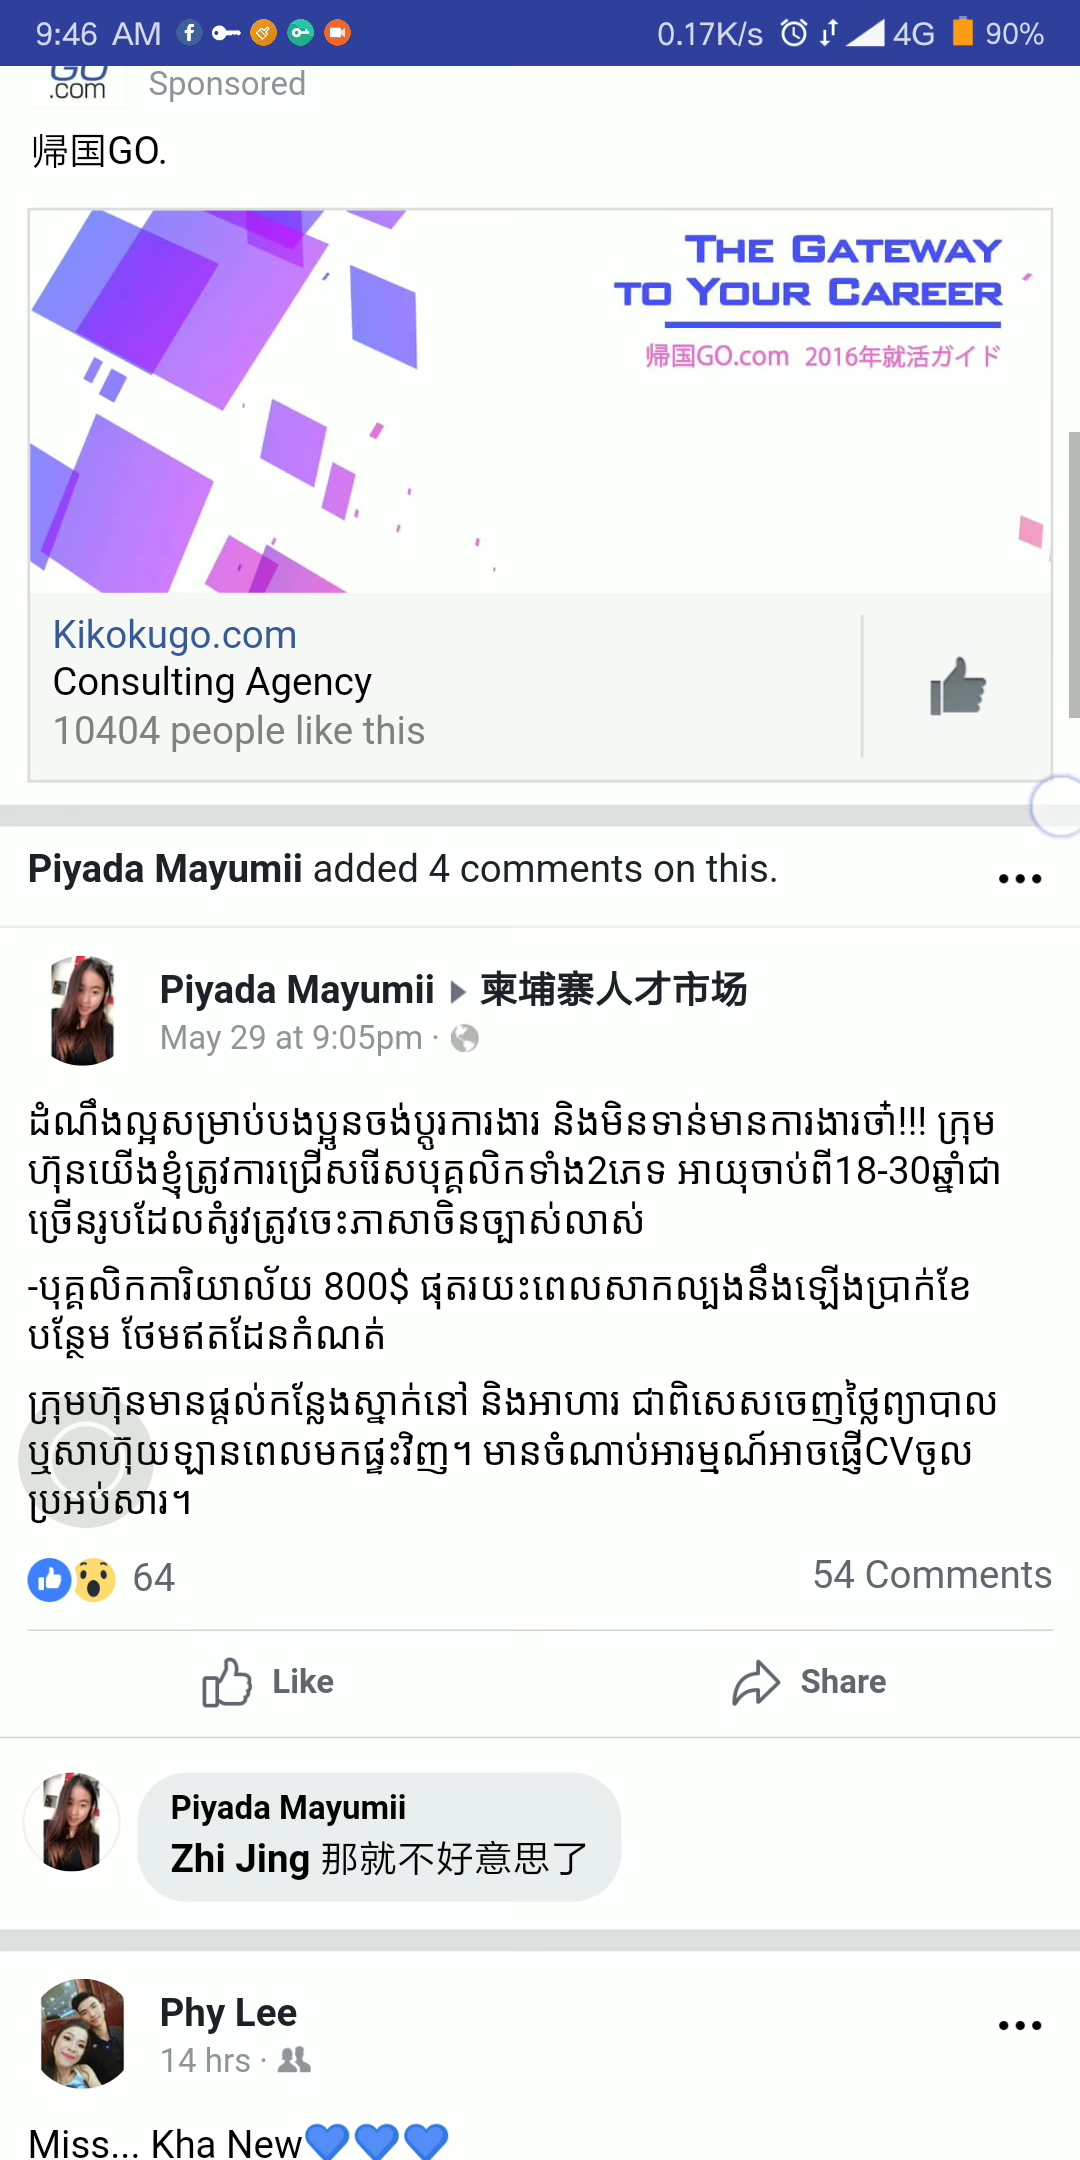 9:46 AM
0.17K/s 4G 90%
GO
.com
Sponsored
帰国GO.
THE GATEWAY
TO YOUR CAREER
帰国GO.com 2016年就活ガイド
Kikokugo.com
Consulting Agency
10404 people like this
Piyada Mayumii added 4 comments on this.
Piyada Mayumii ▸ 柬埔寨人才市场
May 29 at 9:05pm ·
ដំណឹងល្អសម្រាប់បងប្អូនចង់ប្តូរការងារ និងមិនទាន់មានការងារចា៎!!! ក្រុម
ហ៊ុនយើងខ្ញុំត្រូវការជ្រើសរើសបុគ្គលិកទាំង2ភេទ អាយុចាប់ពី18-30ឆ្នាំជា
ច្រើនរូបដែលតំរូវត្រូវចេះភាសាចិនច្បាស់លាស់
-បុគ្គលិកការិយាល័យ 800$ ផុតរយះពេលសាកល្បងនឹងឡើងប្រាក់ខែ
បន្ថែម ថែមឥតដែនកំណត់
ក្រុមហ៊ុនមានផ្តល់កន្លែងស្នាក់នៅ និងអាហារ ជាពិសេសចេញថ្លៃព្យាបាល
ឬសាហ៊ុយឡានពេលមកផ្ទះវិញ។ មានចំណាប់អារម្មណ៍អាចផ្ញើCVចូល
ប្រអប់សារ។
64
54 Comments
Like
Share
Piyada Mayumii
Zhi Jing 那就不好意思了
Phy Lee
14 hrs ·
Miss... Kha New💙💙💙